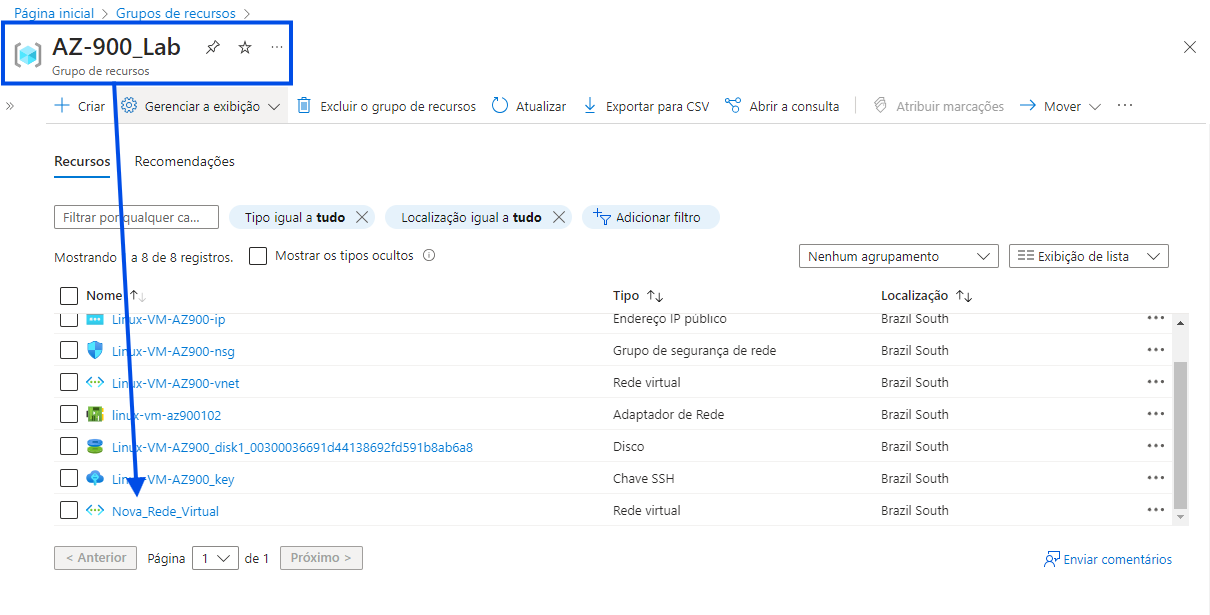 Página inicial > Grupos de recursos >
AZ-900_Lab
Grupo de recursos
Criar Gerenciar a exibição Excluir o grupo de recursos Atualizar Exportar para CSV Abrir a consulta Atribuir marcações Mover
Recursos Recomendações
Filtrar por qualquer ca... Tipo igual a tudo Localização igual a tudo Adicionar filtro
Mostrando a 8 de 8 registros. Mostrar os tipos ocultos Nenhum agrupamento Exibição de lista
Nome Tipo Localização
Linux-VM-AZ900-ip Endereço IP público Brazil South
Linux-VM-AZ900-nsg Grupo de segurança de rede Brazil South
Linux-VM-AZ900-vnet Rede virtual Brazil South
linux-vm-az900102 Adaptador de Rede Brazil South
Linux-VM-AZ900_disk1_00300036691d44138692fd591b8ab6a8 Disco Brazil South
Linux-VM-AZ900_key Chave SSH Brazil South
Nova_Rede_Virtual Rede virtual Brazil South
< Anterior Página 1 de 1 Próximo > Enviar comentários